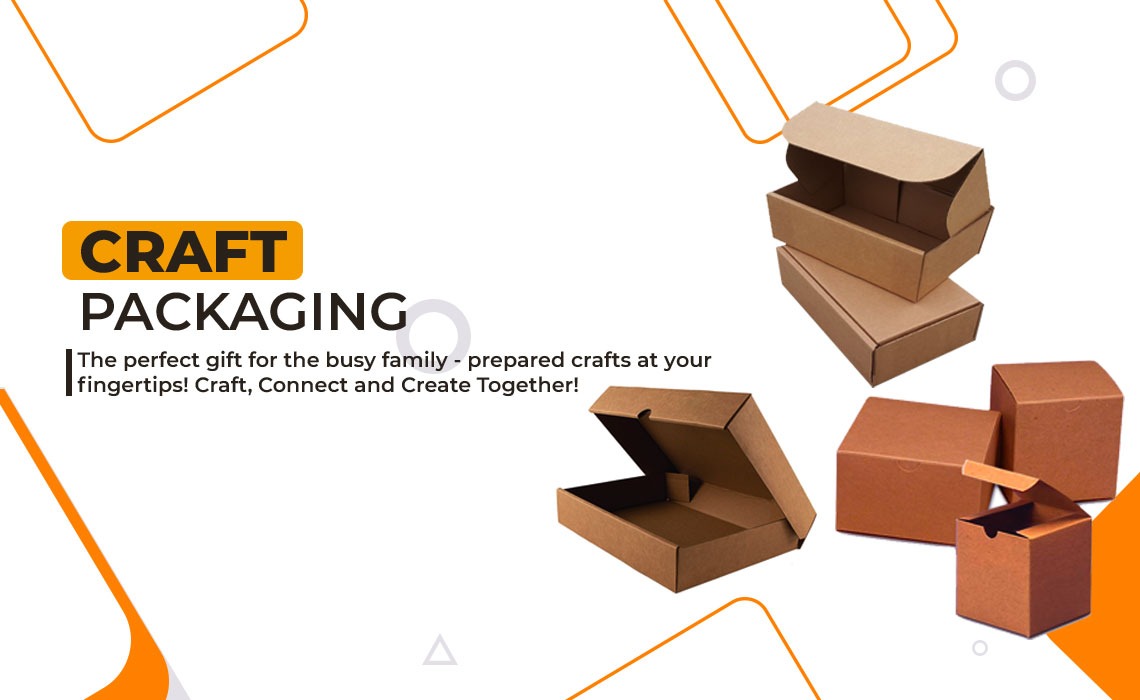 CRAFT
PACKAGING
The perfect gift for the busy family - prepared crafts at your
fingertips! Craft, Connect and Create Together!